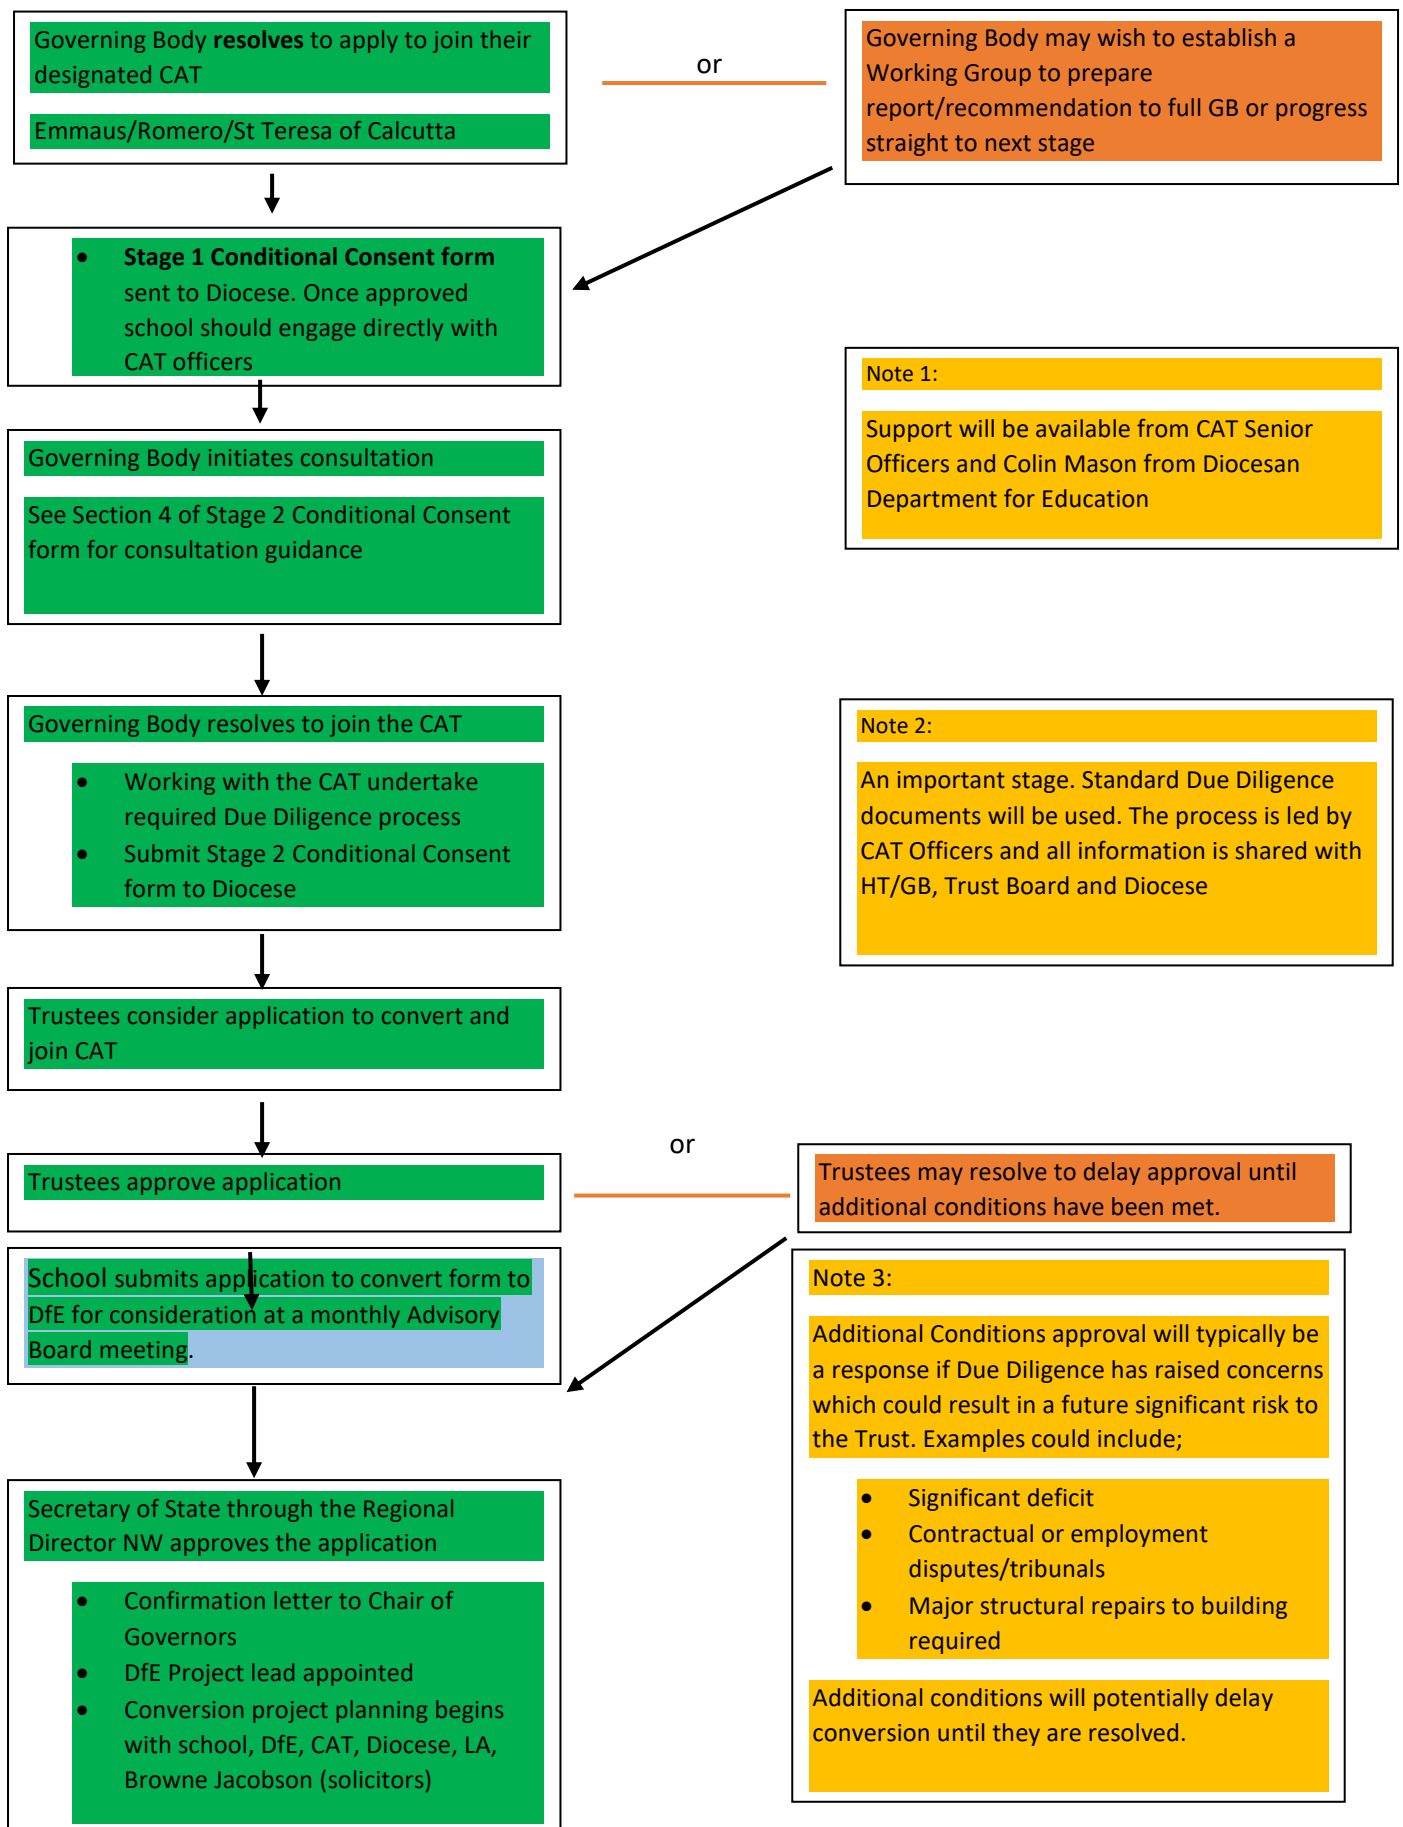 Governing Body resolves to apply to join their
designated CAT
Emmaus/Romero/St Teresa of Calcutta
or
Governing Body may wish to establish a
Working Group to prepare
report/recommendation to full GB or progress
straight to next stage
• Stage 1 Conditional Consent form
sent to Diocese. Once approved
school should engage directly with
CAT officers
Note 1:
Support will be available from CAT Senior
Officers and Colin Mason from Diocesan
Department for Education
Governing Body initiates consultation
See Section 4 of Stage 2 Conditional Consent
form for consultation guidance
Governing Body resolves to join the CAT
• Working with the CAT undertake
required Due Diligence process
• Submit Stage 2 Conditional Consent
form to Diocese
Note 2:
An important stage. Standard Due Diligence
documents will be used. The process is led by
CAT Officers and all information is shared with
HT/GB, Trust Board and Diocese
Trustees consider application to convert and
join CAT
Trustees approve application
or
Trustees may resolve to delay approval until
additional conditions have been met.
School submits application to convert form to
DfE for consideration at a monthly Advisory
Board meeting.
Note 3:
Additional Conditions approval will typically be
a response if Due Diligence has raised concerns
which could result in a future significant risk to
the Trust. Examples could include;
• Significant deficit
• Contractual or employment
disputes/tribunals
• Major structural repairs to building
required
Additional conditions will potentially delay
conversion until they are resolved.
Secretary of State through the Regional
Director NW approves the application
• Confirmation letter to Chair of
Governors
• DfE Project lead appointed
• Conversion project planning begins
with school, DfE, CAT, Diocese, LA,
Browne Jacobson (solicitors)